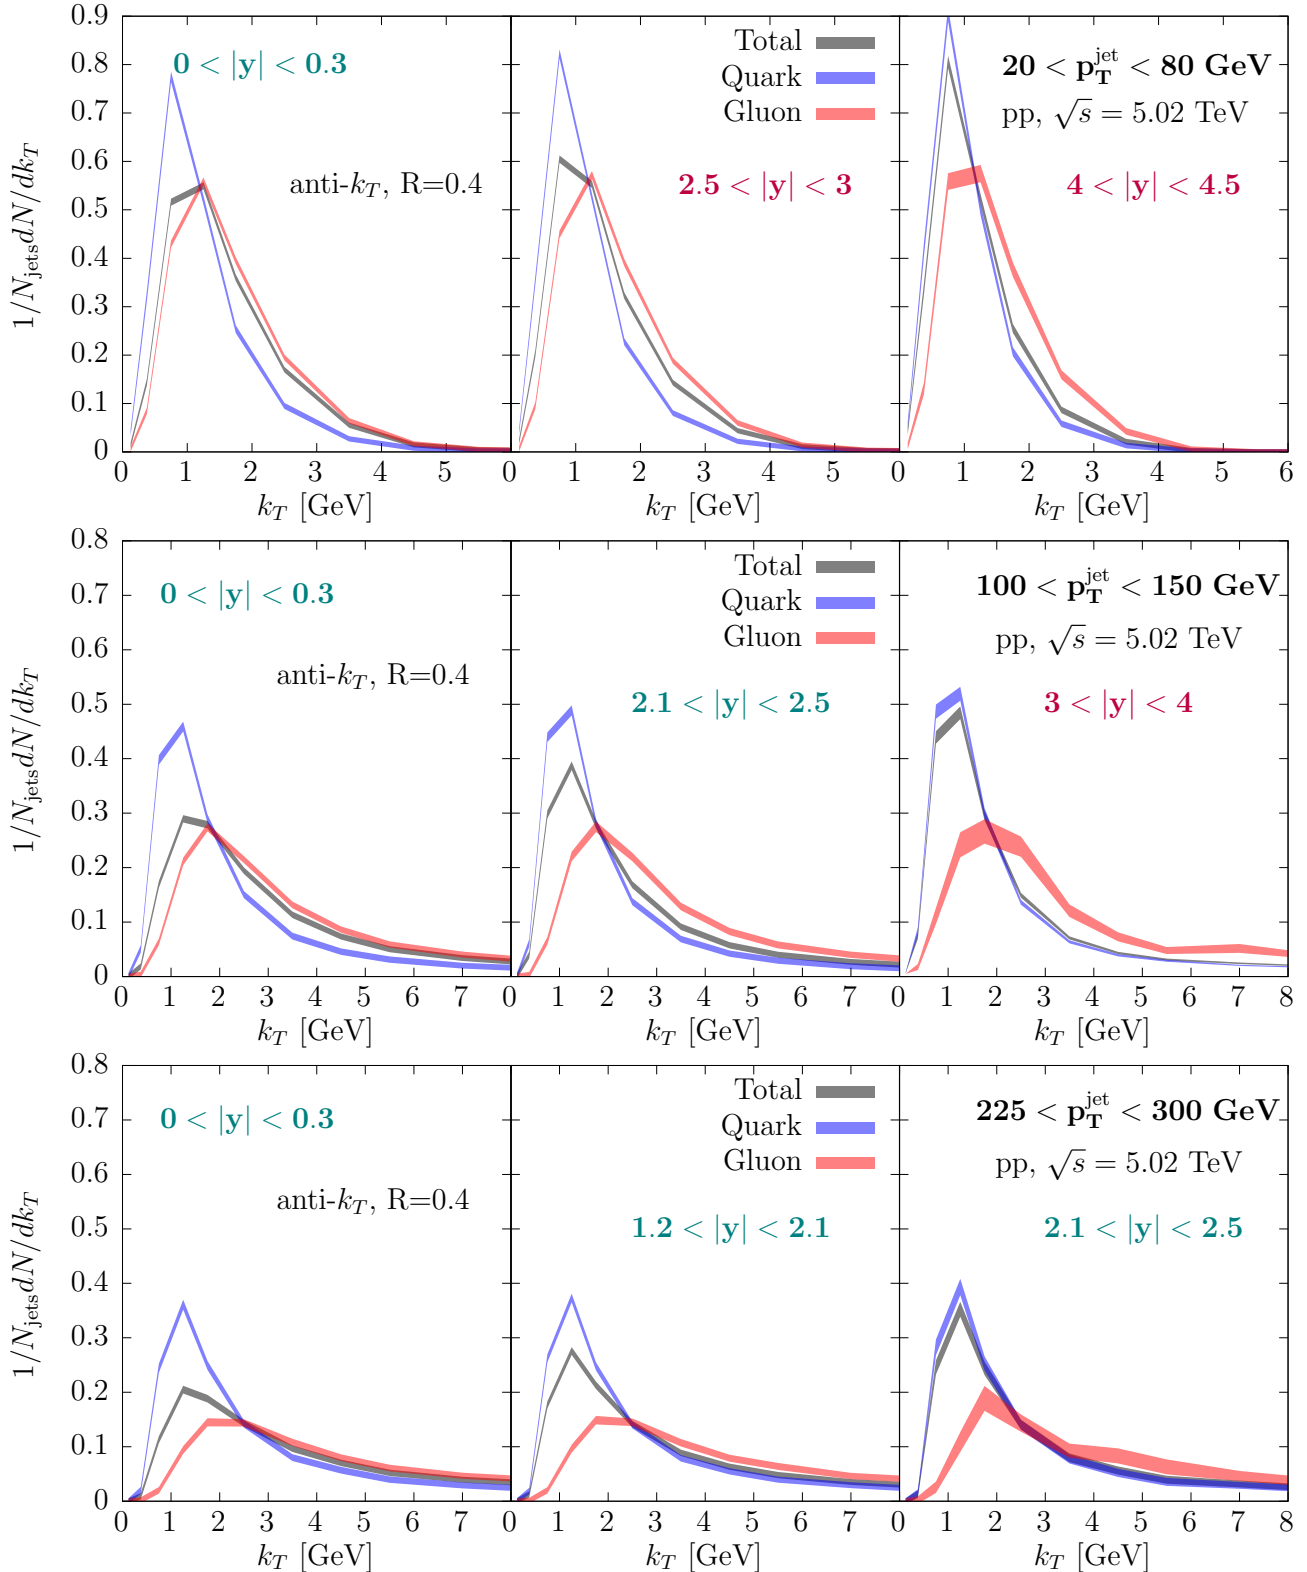 0.9
0.8
0.7
0.6
0.5
0.4
0.3
0.2
0.1
0
1/N_jets dN/dk_T
0 < |y| < 0.3
anti-k_T, R=0.4
0 1 2 3 4 5
k_T [GeV]
Total
Quark
Gluon
2.5 < |y| < 3
0 1 2 3 4 5
k_T [GeV]
20 < p_T^jet < 80 GeV
pp, √s = 5.02 TeV
4 < |y| < 4.5
0 1 2 3 4 5 6
k_T [GeV]
0.8
0.7
0.6
0.5
0.4
0.3
0.2
0.1
0
1/N_jets dN/dk_T
0 < |y| < 0.3
anti-k_T, R=0.4
0 1 2 3 4 5 6 7
k_T [GeV]
Total
Quark
Gluon
2.1 < |y| < 2.5
0 1 2 3 4 5 6 7
k_T [GeV]
100 < p_T^jet < 150 GeV
pp, √s = 5.02 TeV
3 < |y| < 4
0 1 2 3 4 5 6 7 8
k_T [GeV]
0.8
0.7
0.6
0.5
0.4
0.3
0.2
0.1
0
1/N_jets dN/dk_T
0 < |y| < 0.3
anti-k_T, R=0.4
0 1 2 3 4 5 6 7
k_T [GeV]
Total
Quark
Gluon
1.2 < |y| < 2.1
0 1 2 3 4 5 6 7
k_T [GeV]
225 < p_T^jet < 300 GeV
pp, √s = 5.02 TeV
2.1 < |y| < 2.5
0 1 2 3 4 5 6 7 8
k_T [GeV]